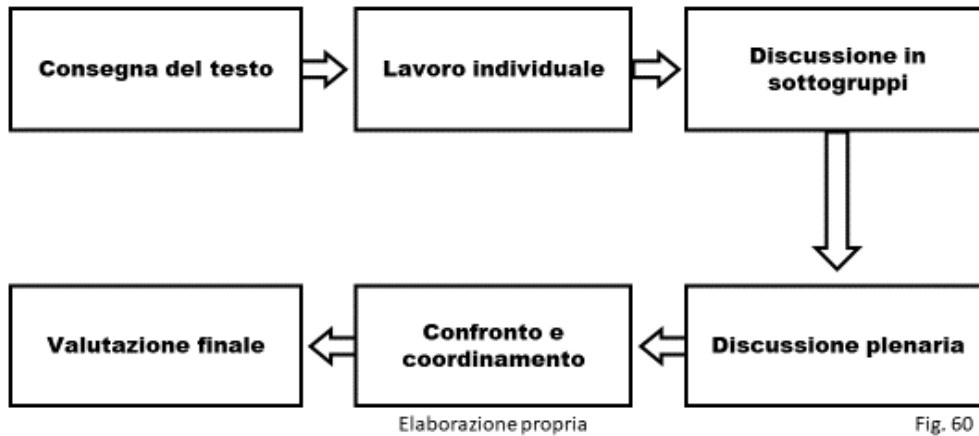 Consegna del testo
Lavoro individuale
Discussione in
sottogruppi
Discussione plenaria
Confronto e
coordinamento
Valutazione finale
Elaborazione propria
Fig. 60